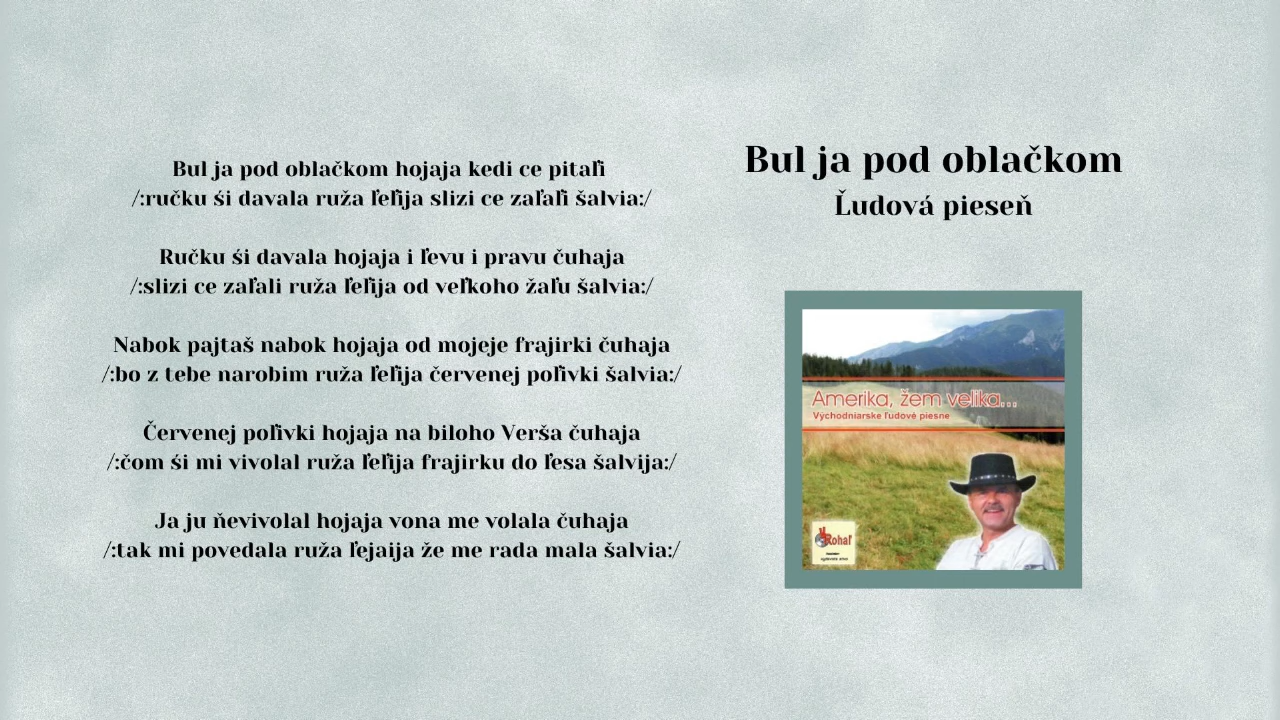 Bul ja pod oblačkom hojaja kedi ce pitaľi
/:ručku śi davala ruža ľeľija slizi ce zaľaľi šalvia:/
Ručku śi davala hojaja i ľevu i pravu čuhaja
/:slizi ce zaľali ruža ľeľija od veľkoho žaľu šalvia:/
Nabok pajtaš nabok hojaja od mojeje frajirki čuhaja
/:bo z tebe narobim ruža ľeľija červenej poľivki šalvia:/
Červenej poľivki hojaja na biloho Verša čuhaja
/:čom śi mi vivolal ruža ľeľija frajirku do ľesa šalvija:/
Ja ju ňevivolal hojaja vona me volala čuhaja
/:tak mi povedala ruža ľejaija že me rada mala šalvia:/
Bul ja pod oblačkom
Ľudová pieseň
Amerika, žem velika...
Východniarske ľudové piesne
Rohaľ